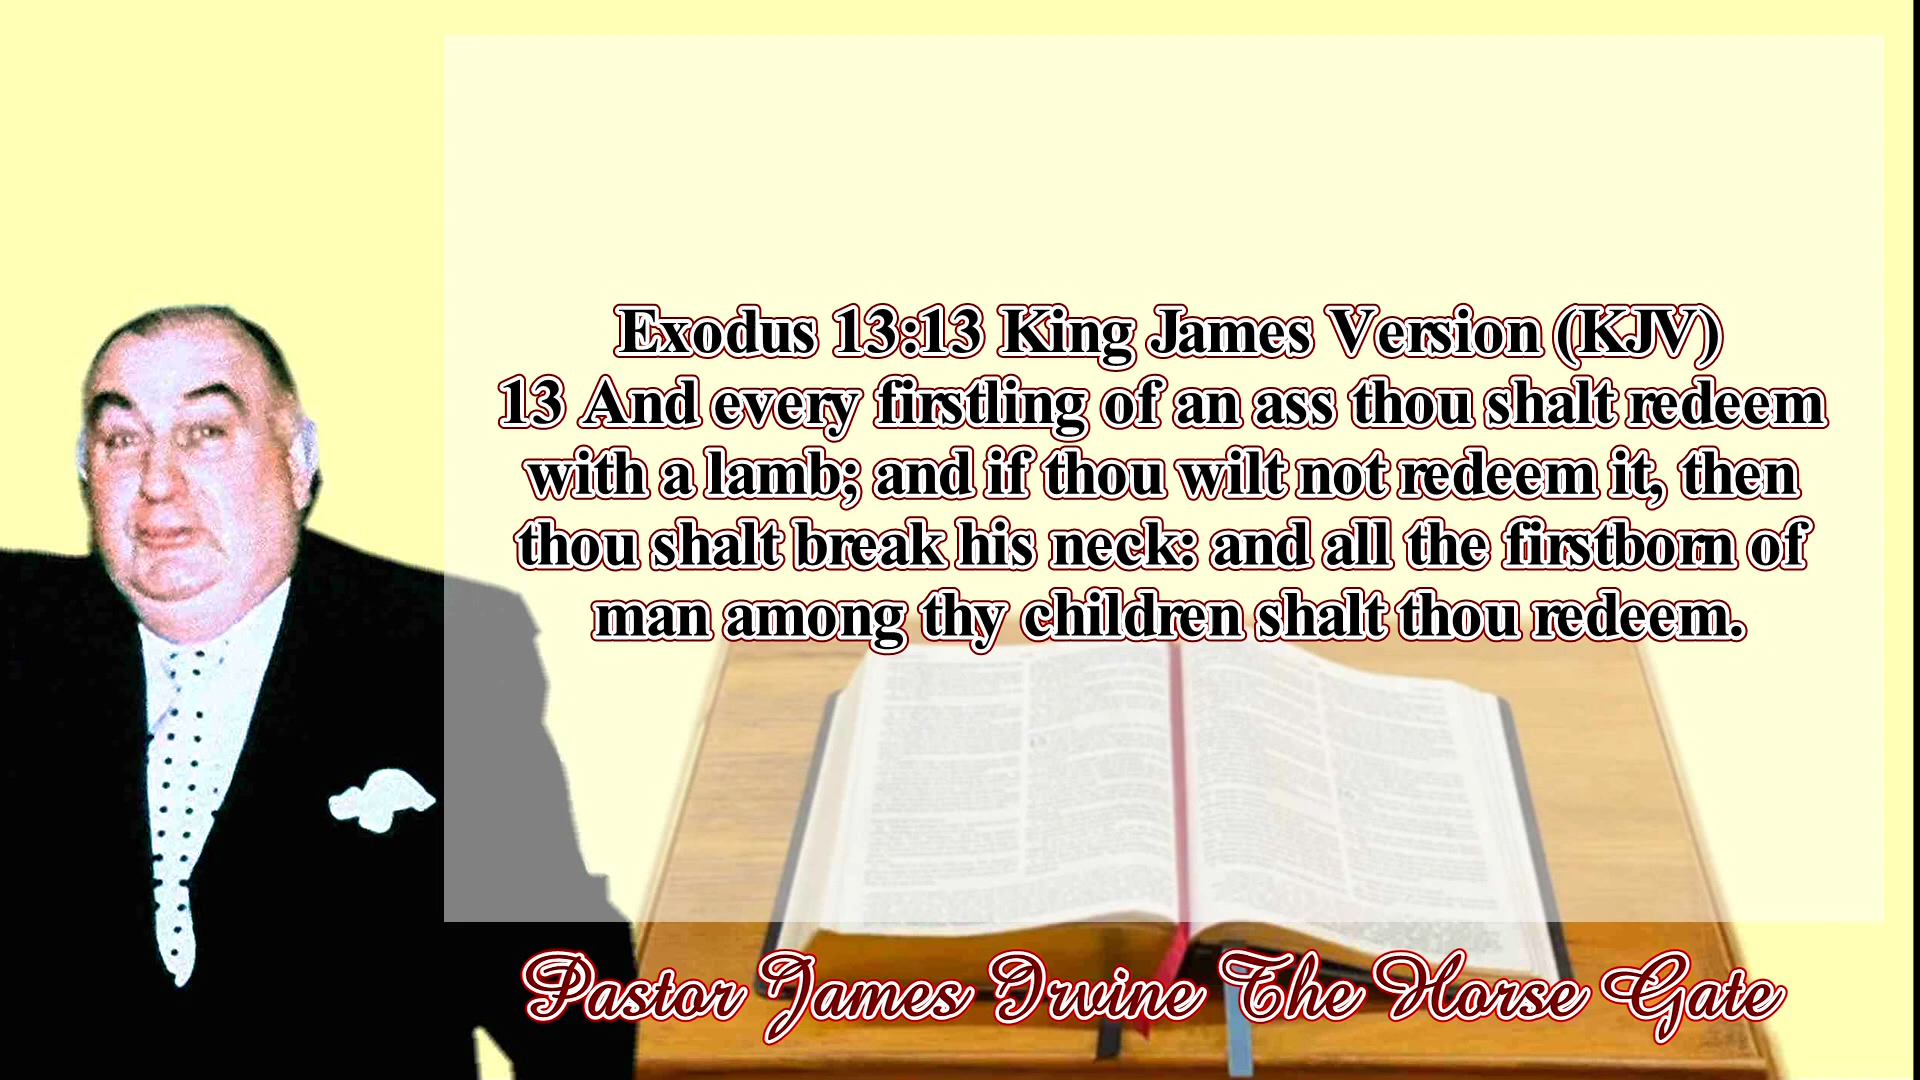 Exodus 13:13 King James Version (KJV)
13 And every firstling of an ass thou shalt redeem
with a lamb; and if thou wilt not redeem it, then
thou shalt break his neck: and all the firstborn of
man among thy children shalt thou redeem.
Pastor James Irvine The Horse Gate